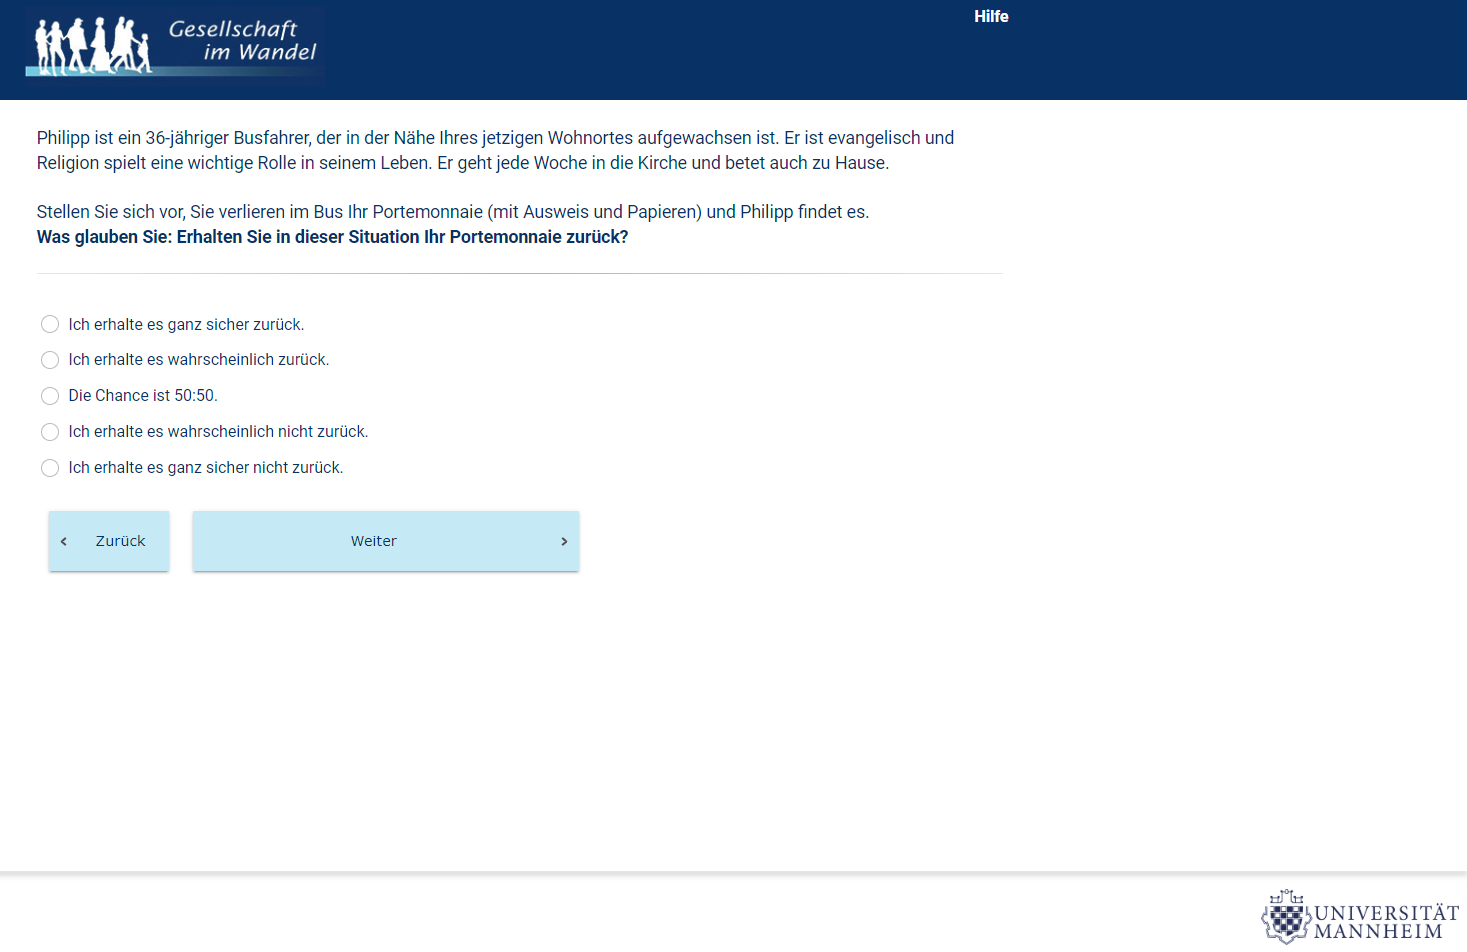 Gesellschaft
im Wandel
Hilfe
Philipp ist ein 36-jähriger Busfahrer, der in der Nähe Ihres jetzigen Wohnortes aufgewachsen ist. Er ist evangelisch und
Religion spielt eine wichtige Rolle in seinem Leben. Er geht jede Woche in die Kirche und betet auch zu Hause.
Stellen Sie sich vor, Sie verlieren im Bus Ihr Portemonnaie (mit Ausweis und Papieren) und Philipp findet es.
Was glauben Sie: Erhalten Sie in dieser Situation Ihr Portemonnaie zurück?
Ich erhalte es ganz sicher zurück.
Ich erhalte es wahrscheinlich zurück.
Die Chance ist 50:50.
Ich erhalte es wahrscheinlich nicht zurück.
Ich erhalte es ganz sicher nicht zurück.
Zurück
Weiter
UNIVERSITÄT
MANNHEIM